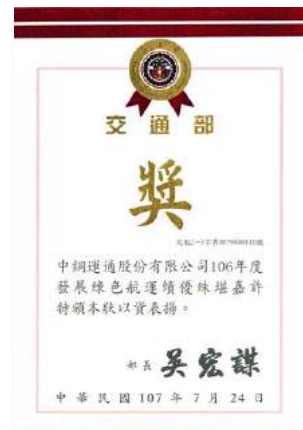 交通部
獎
中鋼運通股份有限公司106年度
發展綠色航運績優殊堪嘉許
特頒本狀以資表揚。
部長 吳宏謀
中華民國107年7月24日